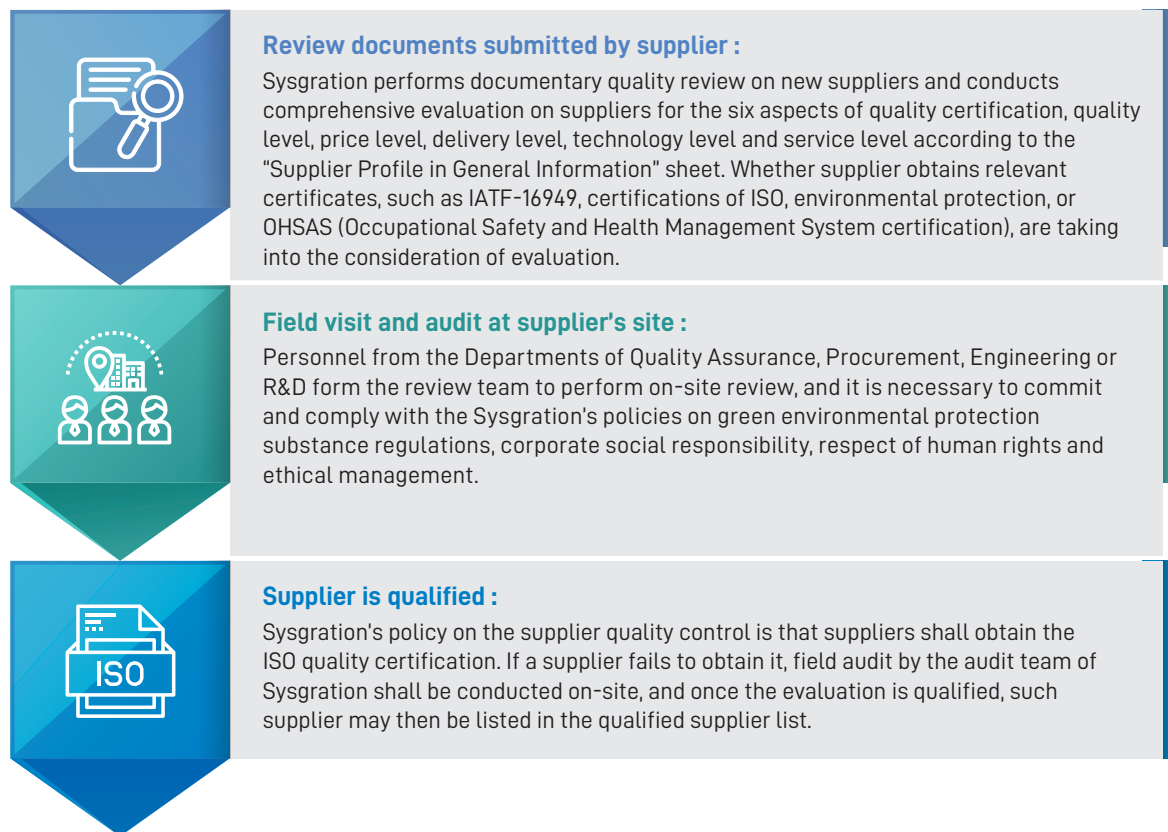 Review documents submitted by supplier :
Sysgration performs documentary quality review on new suppliers and conducts
comprehensive evaluation on suppliers for the six aspects of quality certification, quality
level, price level, delivery level, technology level and service level according to the
“Supplier Profile in General Information” sheet. Whether supplier obtains relevant
certificates, such as IATF-16949, certifications of ISO, environmental protection, or
OHSAS (Occupational Safety and Health Management System certification), are taking
into the consideration of evaluation.
Field visit and audit at supplier's site :
Personnel from the Departments of Quality Assurance, Procurement, Engineering or
R&D form the review team to perform on-site review, and it is necessary to commit
and comply with the Sysgration's policies on green environmental protection
substance regulations, corporate social responsibility, respect of human rights and
ethical management.
ISO
Supplier is qualified :
Sysgration's policy on the supplier quality control is that suppliers shall obtain the
ISO quality certification. If a supplier fails to obtain it, field audit by the audit team of
Sysgration shall be conducted on-site, and once the evaluation is qualified, such
supplier may then be listed in the qualified supplier list.